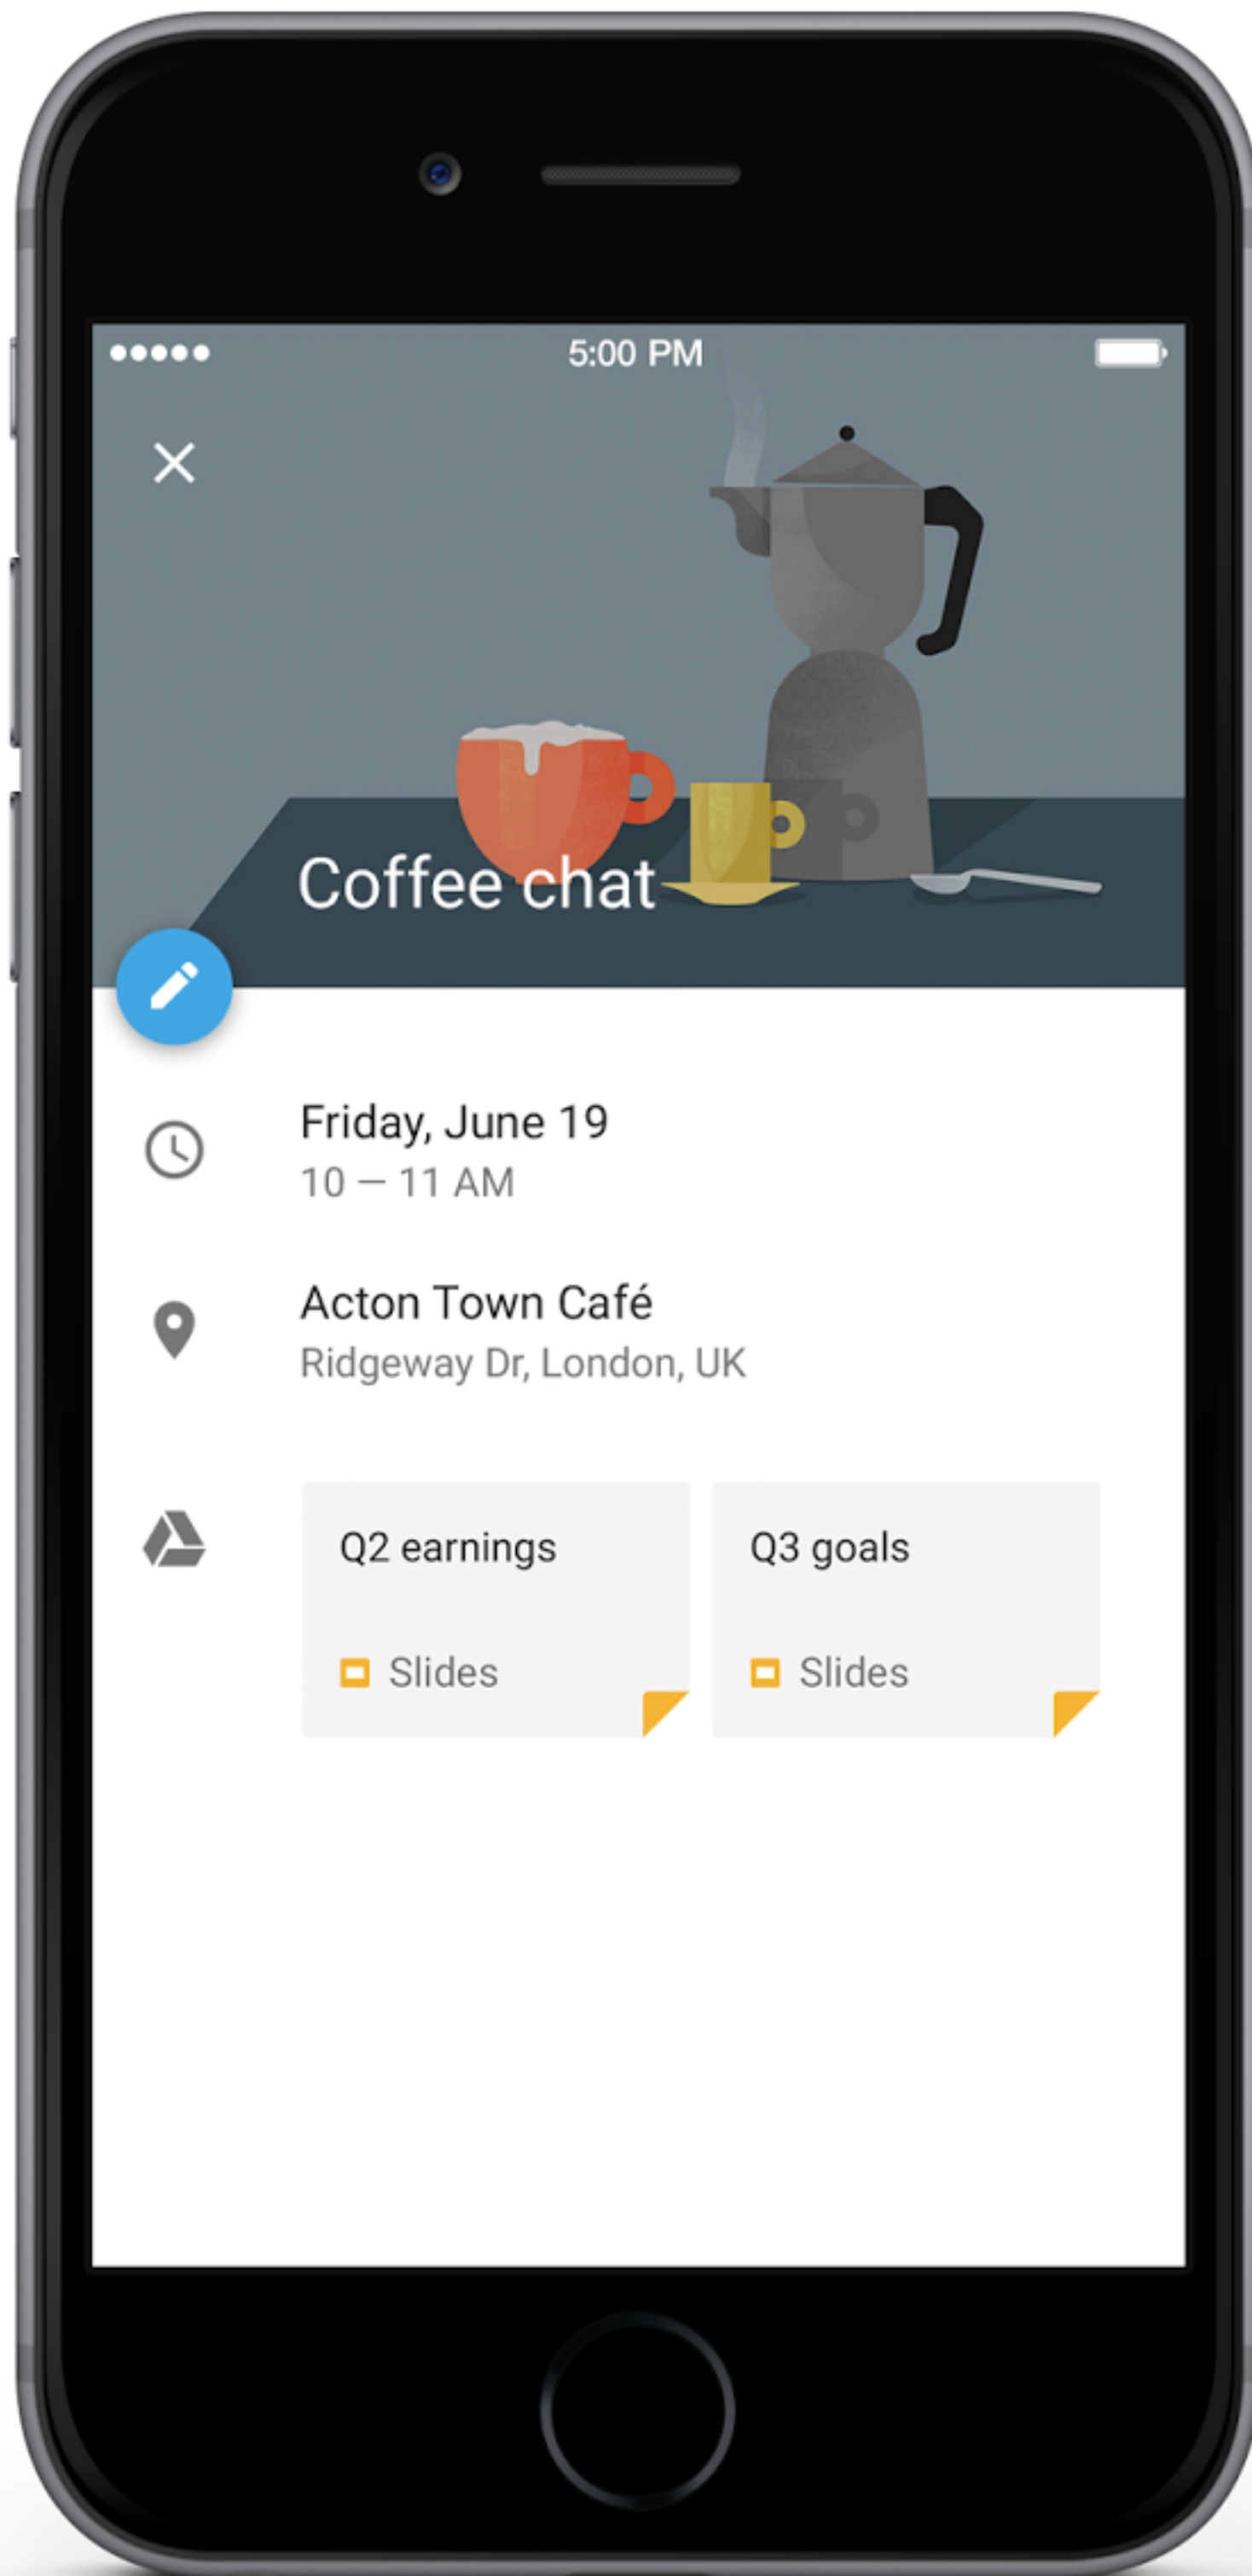 5:00 PM
Coffee chat
Friday, June 19
10 — 11 AM
Acton Town Café
Ridgeway Dr, London, UK
Q2 earnings
Q3 goals
Slides
Slides